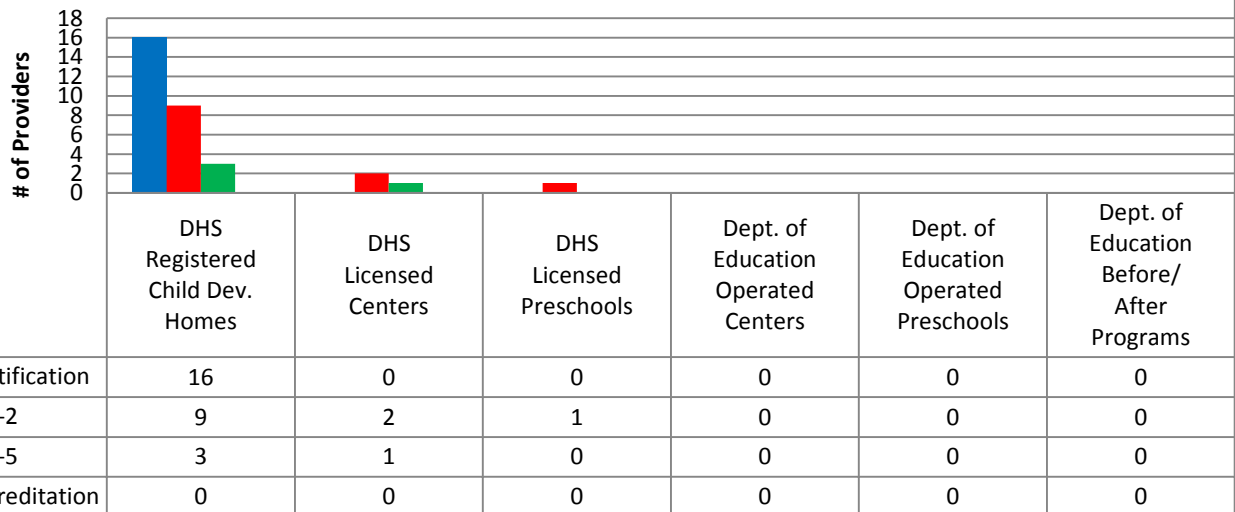 # of Providers
18
16
14
12
10
8
6
4
2
0
DHS
Registered
Child Dev.
Homes
DHS
Licensed
Centers
DHS
Licensed
Preschools
Dept. of
Education
Operated
Centers
Dept. of
Education
Operated
Preschools
Dept. of
Education
Before/
After
Programs
tification 16 0 0 0 0 0
-2 9 2 1 0 0 0
-5 3 1 0 0 0 0
reditation 0 0 0 0 0 0